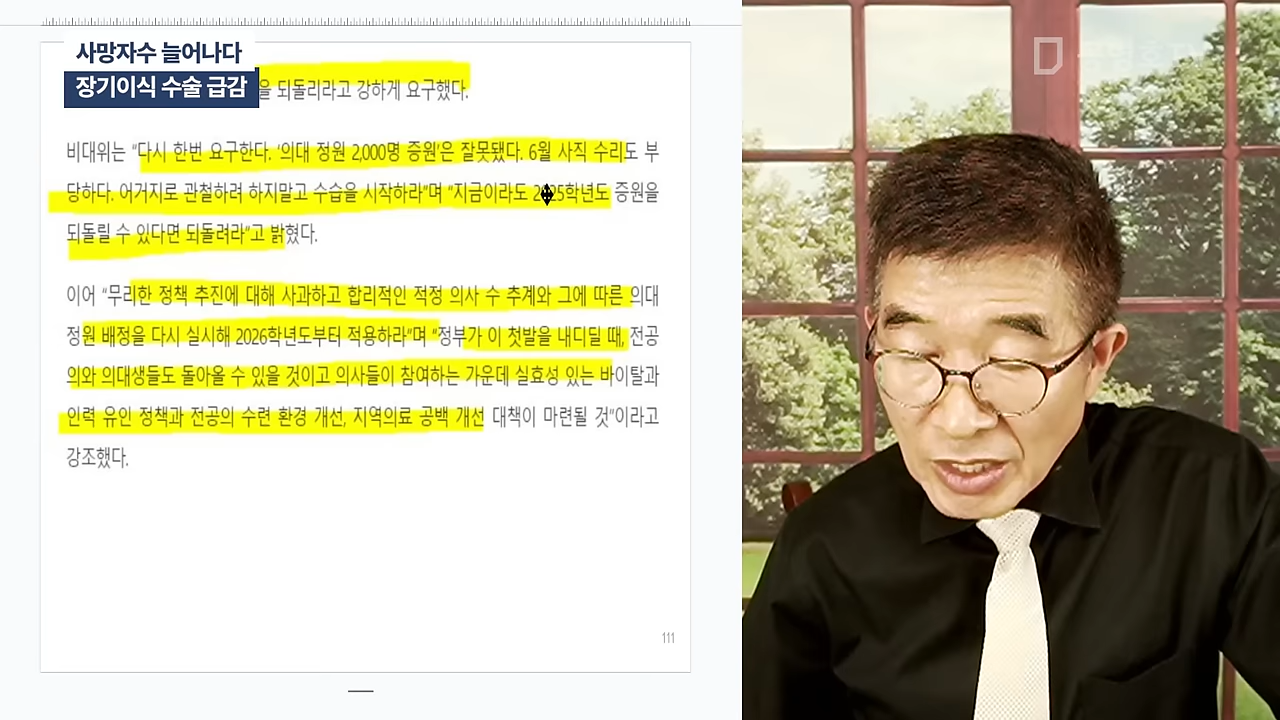 사망자수 늘어나다
장기이식 수술 급감
을 되돌리라고 강하게 요구했다.
비대위는 "다시 한번 요구한다. '의대 정원 2,000명 증원'은 잘못됐다. 6월 사직 수리도 부
당하다. 어거지로 관철하려 하지말고 수습을 시작하라"며 "지금이라도 2025학년도 증원을
되돌릴 수 있다면 되돌려라"고 밝혔다.
이어 "무리한 정책 추진에 대해 사과하고 합리적인 적정 의사 수 추계와 그에 따른 의대
정원 배정을 다시 실시해 2026학년도부터 적용하라"며 "정부가 이 첫발을 내디딜 때, 전공
의와 의대생들도 돌아올 수 있을 것이고 의사들이 참여하는 가운데 실효성 있는 바이탈과
인력 유인 정책과 전공의 수련 환경 개선, 지역의료 공백 개선 대책이 마련될 것"이라고
강조했다.
111